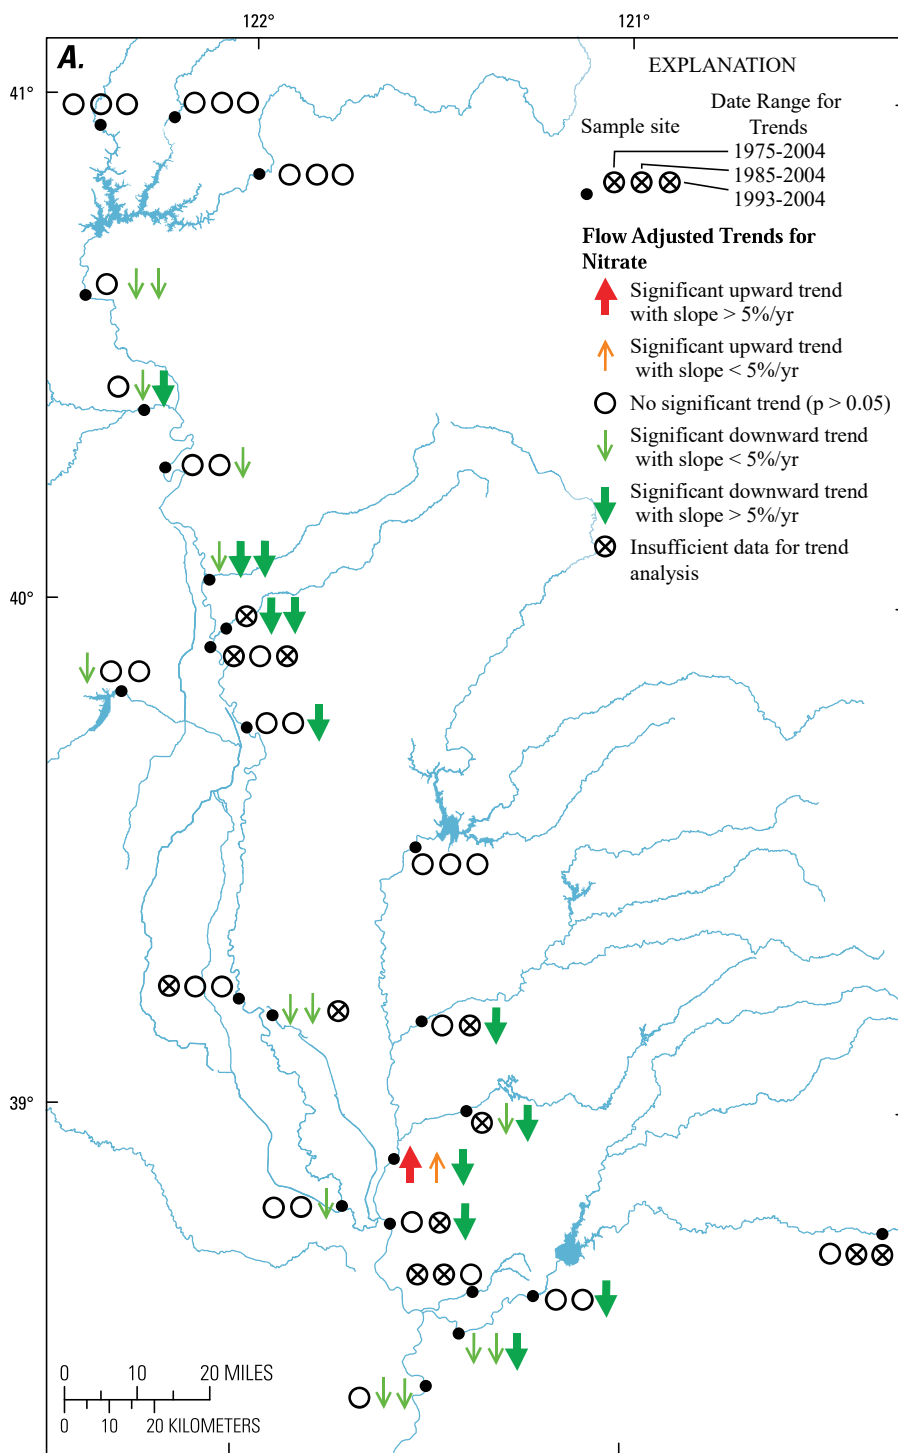 122°
121°
A.
41°
EXPLANATION
Sample site
Date Range for
Trends
1975-2004
1985-2004
1993-2004
Flow Adjusted Trends for
Nitrate
Significant upward trend
with slope > 5%/yr
Significant upward trend
with slope < 5%/yr
No significant trend (p > 0.05)
Significant downward trend
with slope < 5%/yr
Significant downward trend
with slope > 5%/yr
Insufficient data for trend
analysis
40°
39°
0 10 20 MILES
0 10 20 KILOMETERS